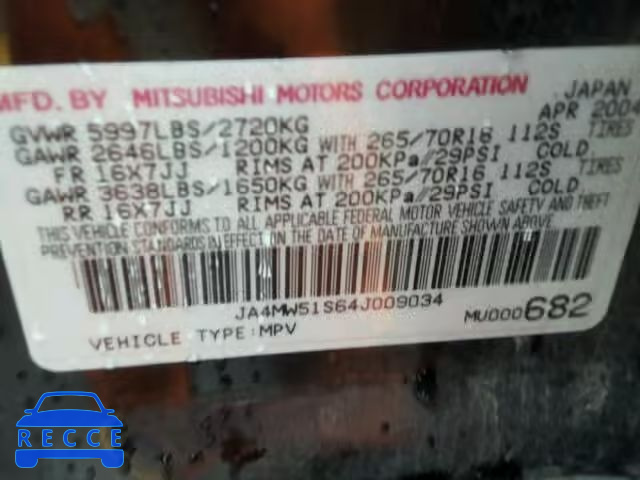 MFD. BY MITSUBISHI MOTORS CORPORATION JAPAN
APR 2004
GVWR 5997LBS/2720KG
GAWR 2646LBS/1200KG WITH 265/70R16 112S TIRES
FR 16X7JJ RIMS AT 200KPa/29PSI COLD
GAWR 3638LBS/1650KG WITH 265/70R16 112S TIRES
RR 16X7JJ RIMS AT 200KPa/29PSI COLD
THIS VEHICLE CONFORMS TO ALL APPLICABLE FEDERAL MOTOR VEHICLE SAFETY AND THEFT
PREVENTION STANDARDS IN EFFECT ON THE DATE OF MANUFACTURE SHOWN ABOVE.
JA4MW51S64J009034
MU000682
VEHICLE TYPE:MPV
RECCE